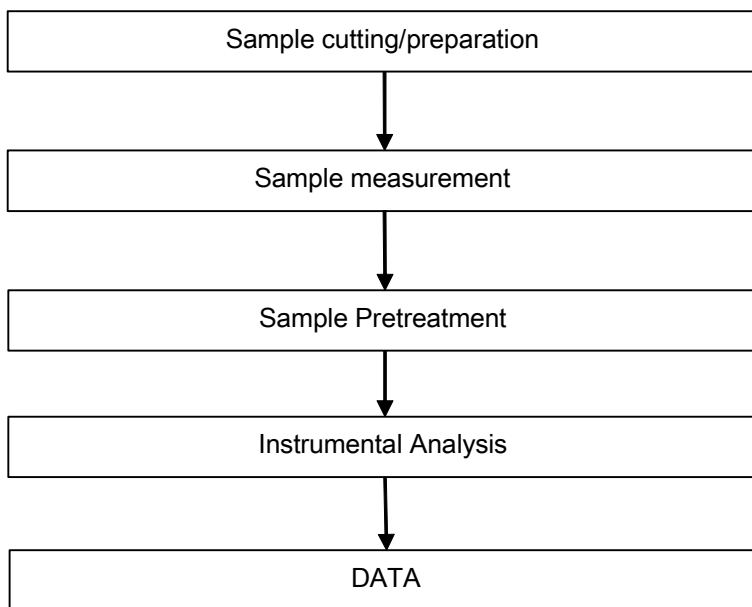 Sample cutting/preparation
Sample measurement
Sample Pretreatment
Instrumental Analysis
DATA